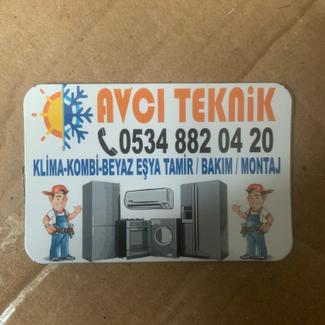 AVCI TEKNİK
0534 882 04 20
KLİMA-KOMBİ-BEYAZ EŞYA TAMİR / BAKIM / MONTAJ